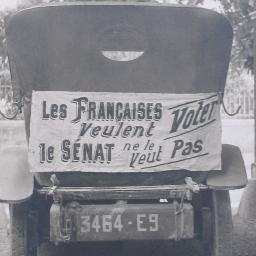 Les FRANÇAISES Veulent Voter
le SÉNAT ne le Veut Pas
3464-E9